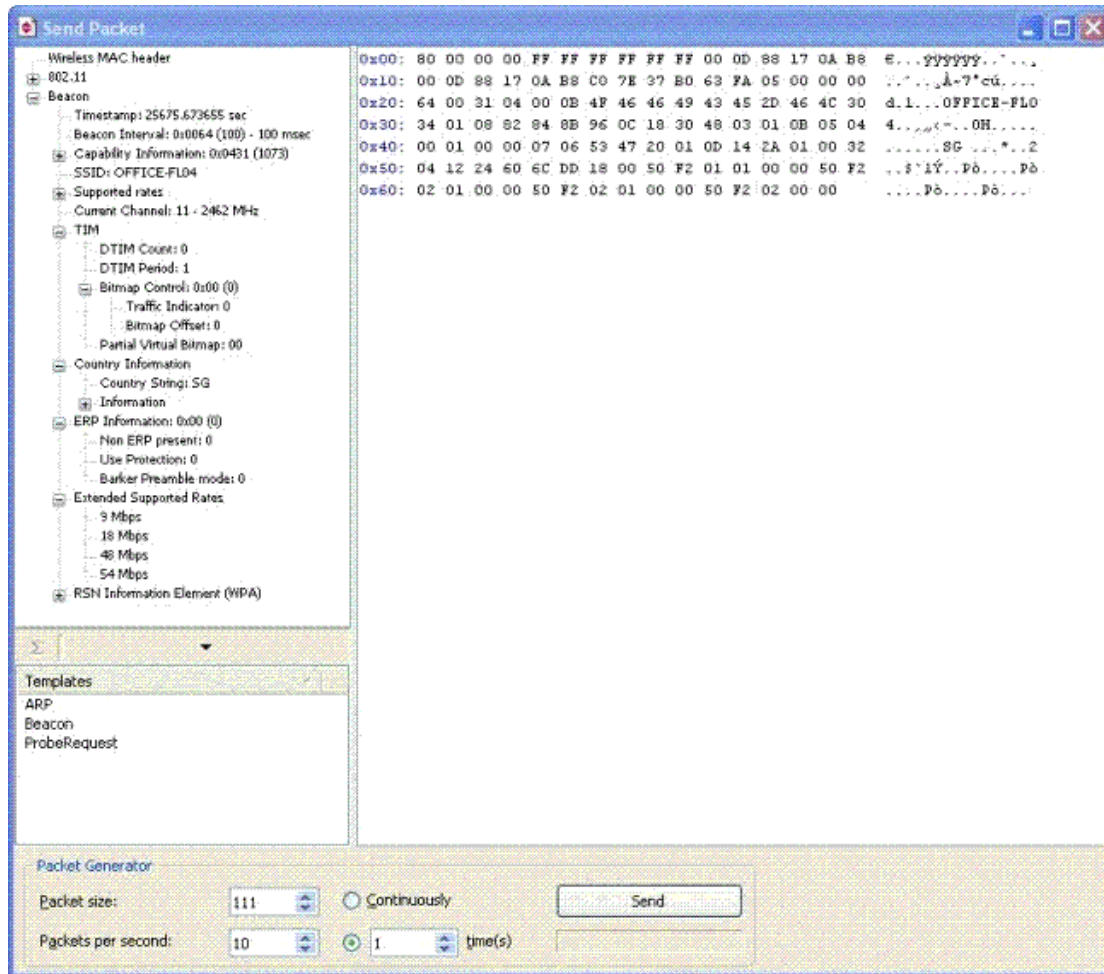 Send Packet
Wireless MAC header
802.11
Beacon
Timestamp: 25675.673655 sec
Beacon Interval: 0x0064 (100) - 100 msec
Capability Information: 0x0431 (1073)
SSID: OFFICE-FL04
Supported rates
Current Channel: 11 - 2462 MHz
TIM
DTIM Count: 0
DTIM Period: 1
Bitmap Control: 0x00 (0)
Traffic Indicator: 0
Bitmap Offset: 0
Partial Virtual Bitmap: 00
Country Information
Country String: SG
Information
ERP Information: 0x00 (0)
Non ERP present: 0
Use Protection: 0
Barker Preamble mode: 0
Extended Supported Rates
9 Mbps
18 Mbps
48 Mbps
54 Mbps
RSN Information Element (WPA)
0x00: 80 00 00 00 FF FF FF FF FF FF 00 0D 88 17 0A B8 €...ÿÿÿÿÿÿ..
0x10: 00 0D 88 17 0A B8 C0 7E 37 B0 63 FA 05 00 00 00 À~7°cú....
0x20: 64 00 31 04 00 0B 4F 46 46 49 43 45 2D 46 4C 30 d.1...OFFICE-FL0
0x30: 34 01 08 82 84 8B 96 0C 18 30 48 03 01 0B 05 04 4..„‹–..0H.....
0x40: 00 01 00 00 07 06 53 47 20 01 0D 14 2A 01 00 32 ......SG ...*..2
0x50: 04 12 24 60 6C DD 18 00 50 F2 01 01 00 00 50 F2 ..$`lÝ..Pò....Pò
0x60: 02 01 00 00 50 F2 02 01 00 00 50 F2 02 00 00 ....Pò....Pò...
Σ
Templates
ARP
Beacon
ProbeRequest
Packet Generator
Packet size: 111 Continuously Send
Packets per second: 10 1 time(s)